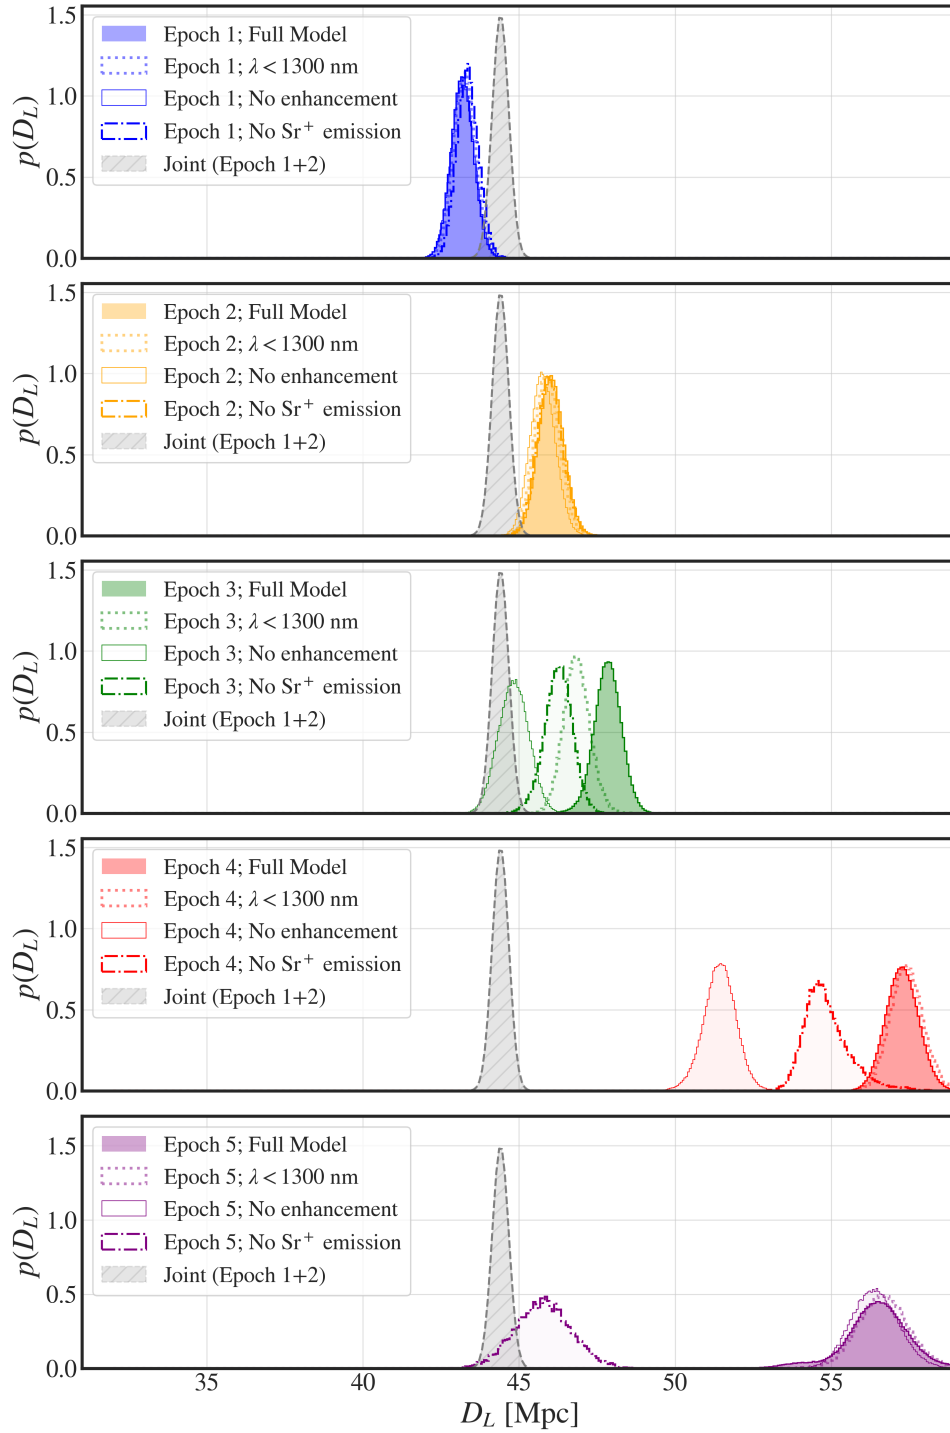 1.5
1.0
0.5
0.0
p(D_L)
Epoch 1; Full Model
Epoch 1; λ < 1300 nm
Epoch 1; No enhancement
Epoch 1; No Sr⁺ emission
Joint (Epoch 1+2)
1.5
1.0
0.5
0.0
p(D_L)
Epoch 2; Full Model
Epoch 2; λ < 1300 nm
Epoch 2; No enhancement
Epoch 2; No Sr⁺ emission
Joint (Epoch 1+2)
1.5
1.0
0.5
0.0
p(D_L)
Epoch 3; Full Model
Epoch 3; λ < 1300 nm
Epoch 3; No enhancement
Epoch 3; No Sr⁺ emission
Joint (Epoch 1+2)
1.5
1.0
0.5
0.0
p(D_L)
Epoch 4; Full Model
Epoch 4; λ < 1300 nm
Epoch 4; No enhancement
Epoch 4; No Sr⁺ emission
Joint (Epoch 1+2)
1.5
1.0
0.5
0.0
p(D_L)
Epoch 5; Full Model
Epoch 5; λ < 1300 nm
Epoch 5; No enhancement
Epoch 5; No Sr⁺ emission
Joint (Epoch 1+2)
35 40 45 50 55
D_L [Mpc]